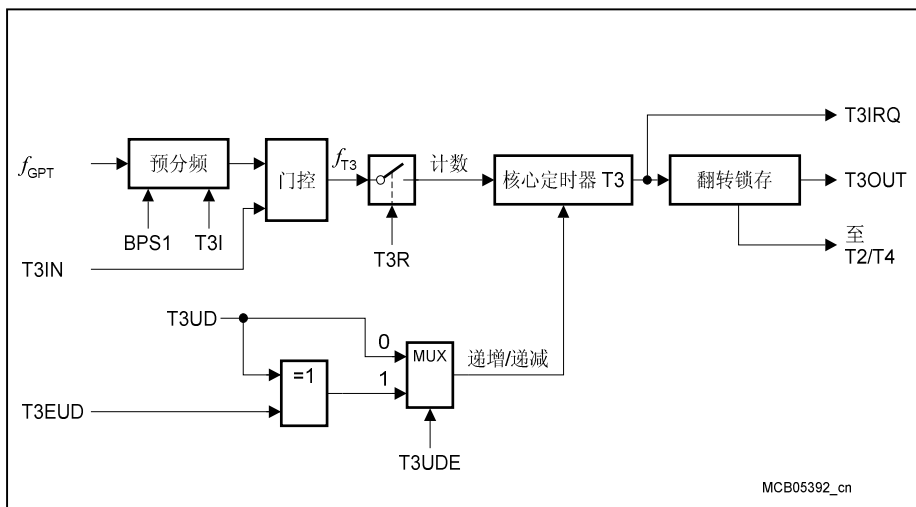 T3IRQ
f GPT
预分频
门控
f T3
计数
核心定时器 T3
翻转锁存
T3OUT
BPS1
T3I
T3R
至
T2/T4
T3IN
T3UD
0
MUX
递增/递减
=1
1
T3EUD
T3UDE
MCB05392_cn